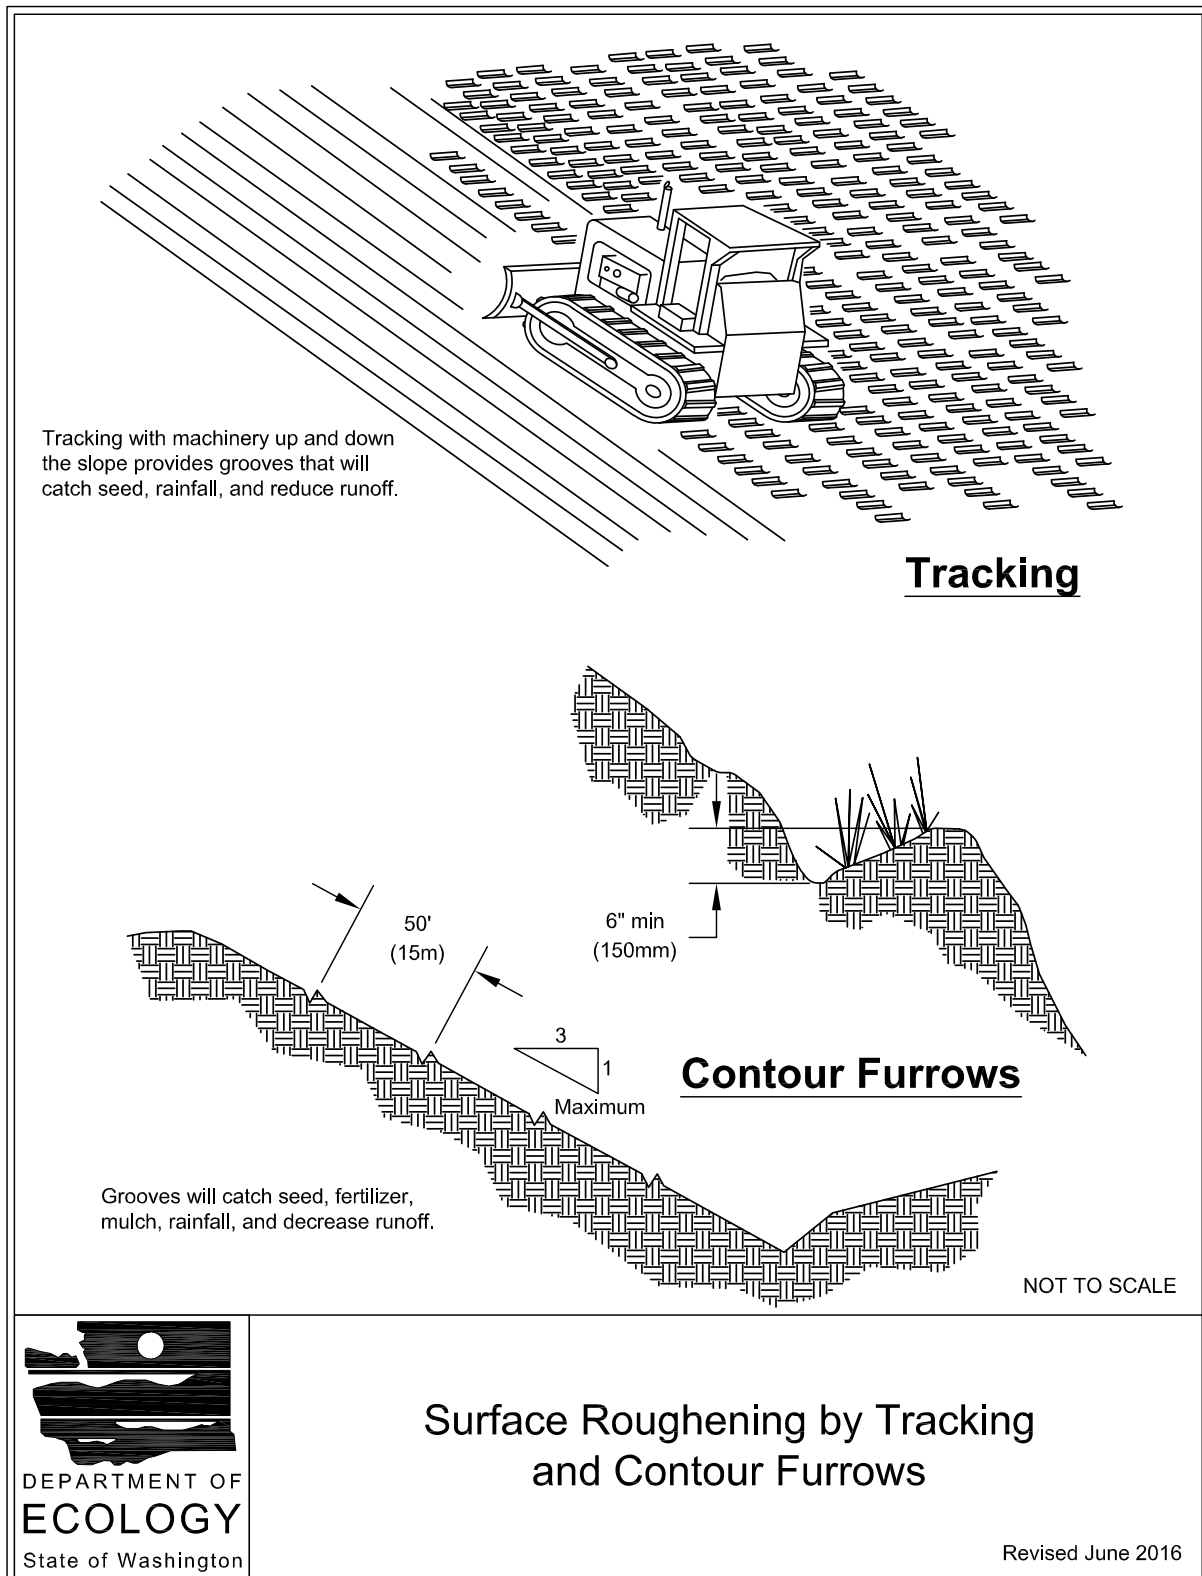 Tracking with machinery up and down
the slope provides grooves that will
catch seed, rainfall, and reduce runoff.
Tracking
6" min
(150mm)
50'
(15m)
3
1
Maximum
Contour Furrows
Grooves will catch seed, fertilizer,
mulch, rainfall, and decrease runoff.
NOT TO SCALE
DEPARTMENT OF
ECOLOGY
State of Washington
Surface Roughening by Tracking
and Contour Furrows
Revised June 2016